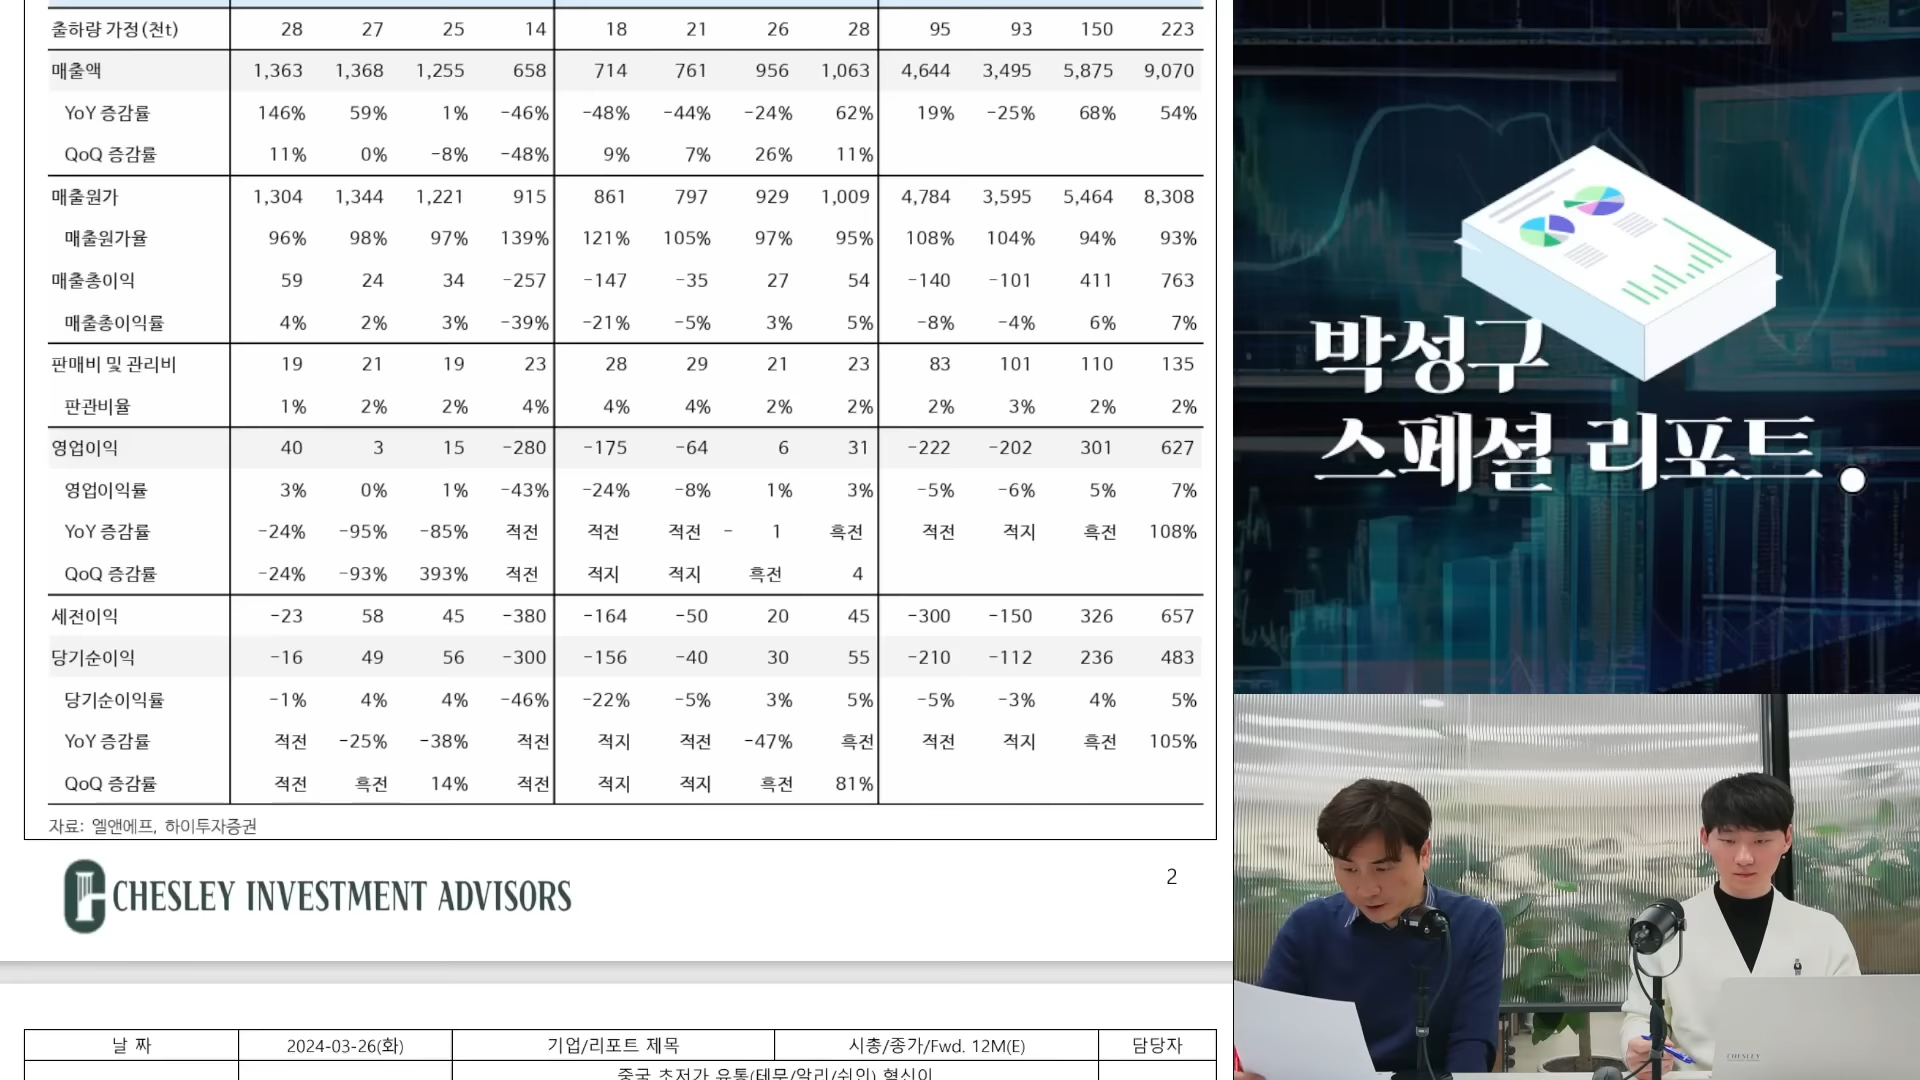 출하량 가정(천t) 28 27 25 14 18 21 26 28 95 93 150 223
매출액 1,363 1,368 1,255 658 714 761 956 1,063 4,644 3,495 5,875 9,070
YoY 증감률 146% 59% 1% -46% -48% -44% -24% 62% 19% -25% 68% 54%
QoQ 증감률 11% 0% -8% -48% 9% 7% 26% 11%
매출원가 1,304 1,344 1,221 915 861 797 929 1,009 4,784 3,595 5,464 8,308
매출원가율 96% 98% 97% 139% 121% 105% 97% 95% 108% 104% 94% 93%
매출총이익 59 24 34 -257 -147 -35 27 54 -140 -101 411 763
매출총이익률 4% 2% 3% -39% -21% -5% 3% 5% -8% -4% 6% 7%
판매비 및 관리비 19 21 19 23 28 29 21 23 83 101 110 135
판관비율 1% 2% 2% 4% 4% 4% 2% 2% 2% 3% 2% 2%
영업이익 40 3 15 -280 -175 -64 6 31 -222 -202 301 627
영업이익률 3% 0% 1% -43% -24% -8% 1% 3% -5% -6% 5% 7%
YoY 증감률 -24% -95% -85% 적전 적전 적전 - 1 흑전 적전 적지 흑전 108%
QoQ 증감률 -24% -93% 393% 적전 적지 적지 흑전 4
세전이익 -23 58 45 -380 -164 -50 20 45 -300 -150 326 657
당기순이익 -16 49 56 -300 -156 -40 30 55 -210 -112 236 483
당기순이익률 -1% 4% 4% -46% -22% -5% 3% 5% -5% -3% 4% 5%
YoY 증감률 적전 -25% -38% 적전 적지 적전 -47% 흑전 적전 적지 흑전 105%
QoQ 증감률 적전 흑전 14% 적전 적지 적지 흑전 81%
자료: 엘앤에프, 하이투자증권
CHESLEY INVESTMENT ADVISORS
2
날 짜 2024-03-26(화) 기업/리포트 제목 시총/종가/Fwd. 12M(E) 담당자
중국 초저가 유통(테무/알리/쉬인) 혁신이
박성구
스페셜 리포트.
CHESLEY